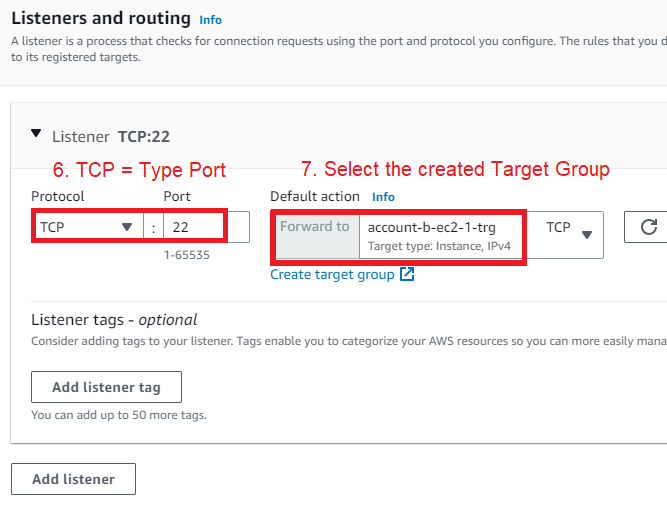 Listeners and routing Info
A listener is a process that checks for connection requests using the port and protocol you configure. The rules that you d
to its registered targets.
Listener TCP:22
6. TCP = Type Port
7. Select the created Target Group
Protocol
Port
Default action Info
TCP
:
22
Forward to
account-b-ec2-1-trg
Target type: Instance, IPv4
TCP
1-65535
Create target group
Listener tags - optional
Consider adding tags to your listener. Tags enable you to categorize your AWS resources so you can more easily mana
Add listener tag
You can add up to 50 more tags.
Add listener